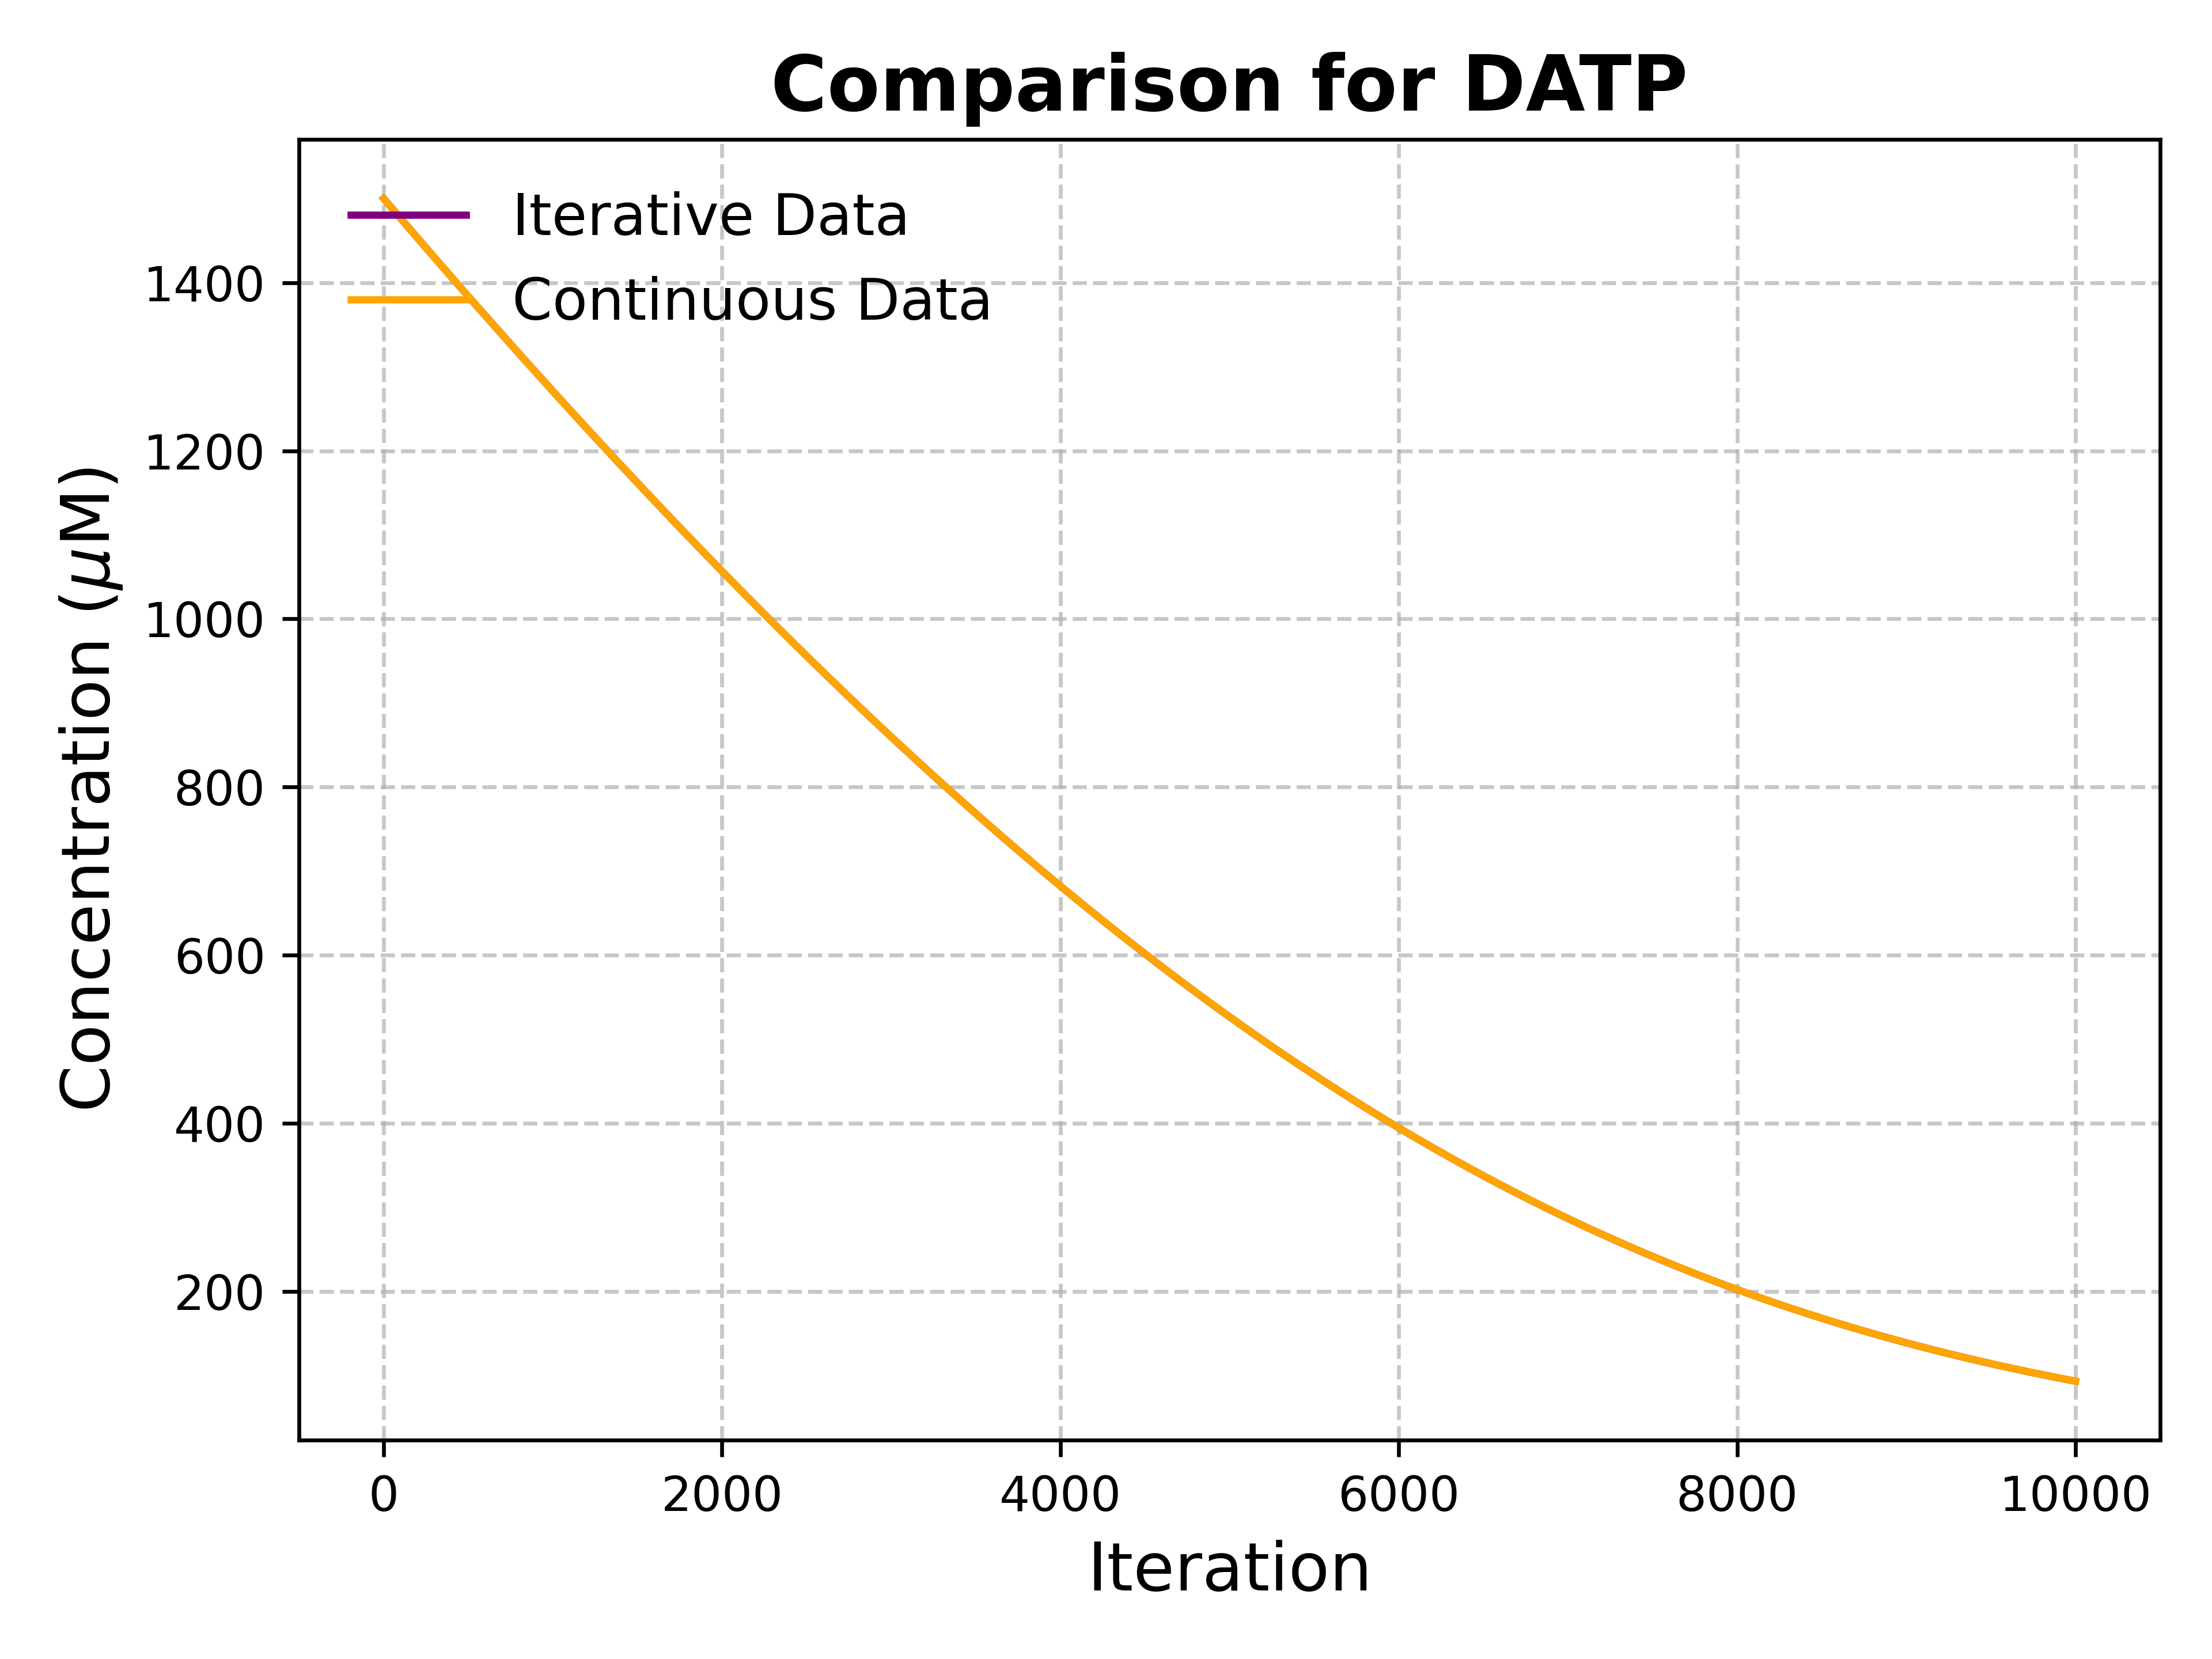 Comparison for DATP
Iterative Data
Continuous Data
Concentration (μM)
1400
1200
1000
800
600
400
200
0 2000 4000 6000 8000 10000
Iteration